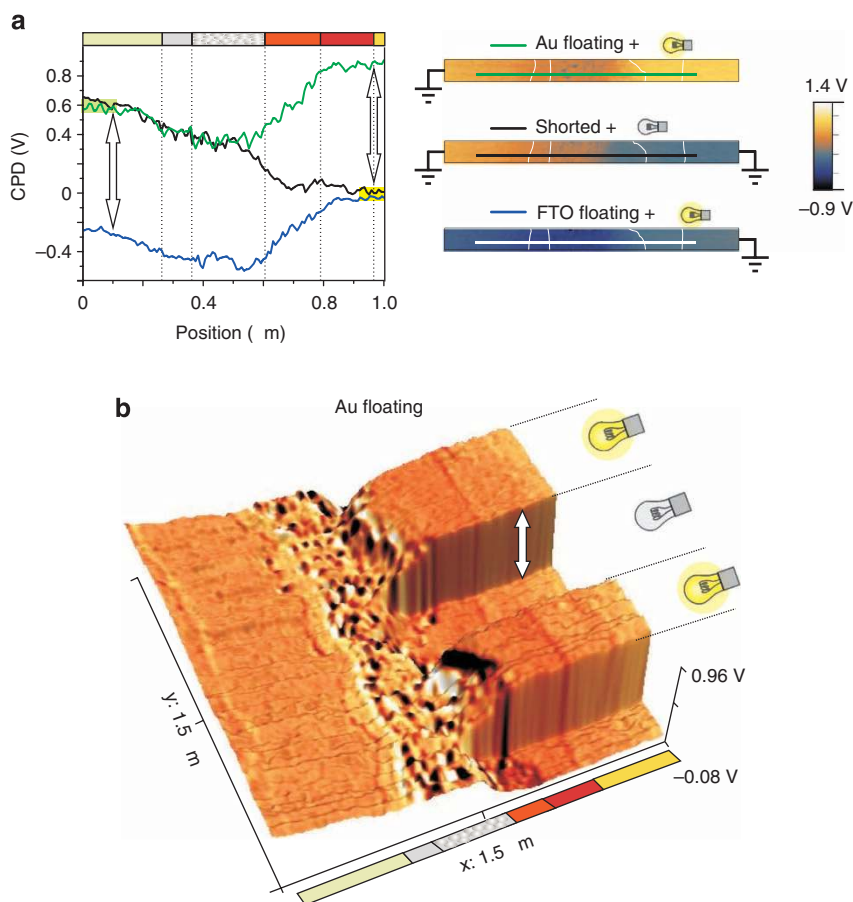 a
Au floating +
0.8
0.6
0.4
0
−0.4
CPD (V)
0
0.4
0.8
1.0
Position ( m)
Shorted +
FTO floating +
1.4 V
−0.9 V
b
Au floating
y: 1.5 m
x: 1.5 m
0.96 V
−0.08 V